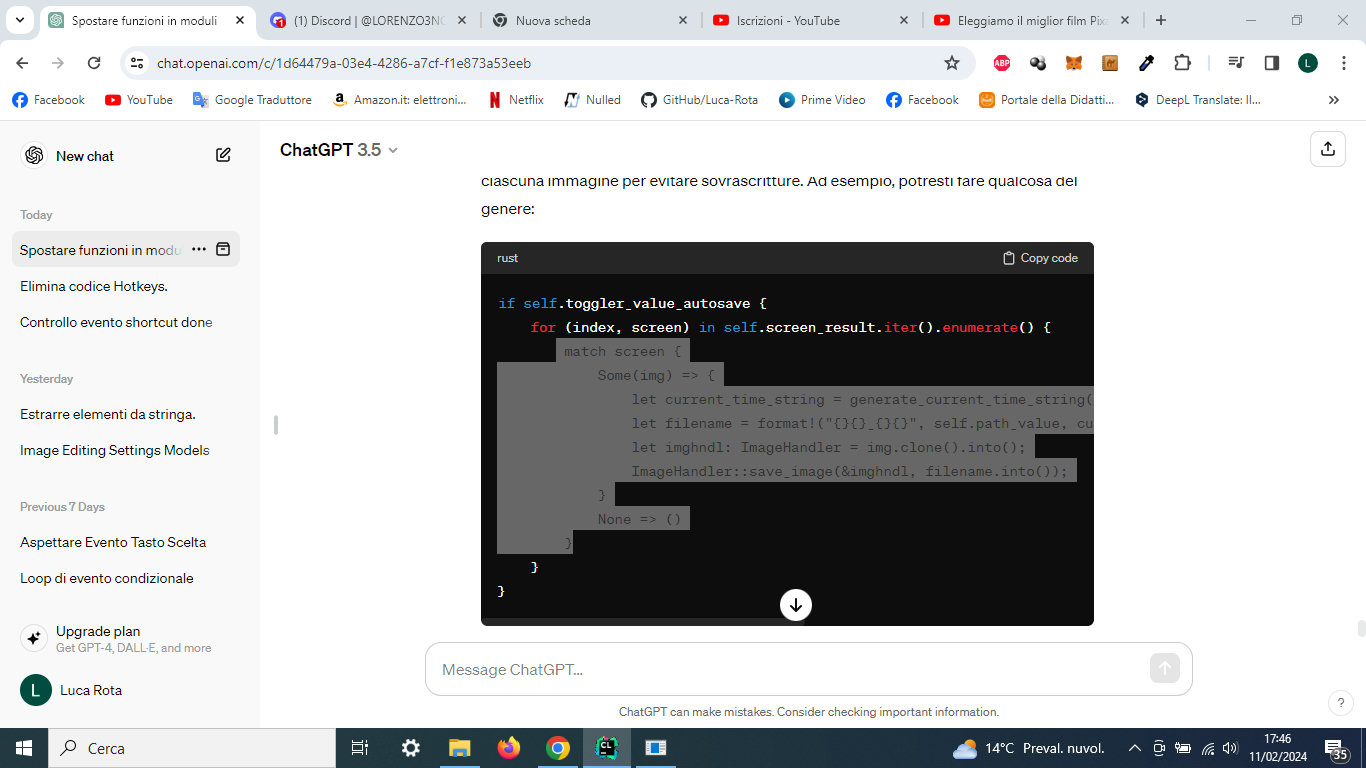 Spostare funzioni in moduli
(1) Discord | @LORENZO3N
Nuova scheda
Iscrizioni - YouTube
Eleggiamo il miglior film Pix
chat.openai.com/c/1d64479a-03e4-4286-a7cf-f1e873a53eeb
ABP
L
Facebook
YouTube
Google Traduttore
Amazon.it: elettroni...
Netflix
Nulled
GitHub/Luca-Rota
Prime Video
Facebook
Portale della Didatti...
DeepL Translate: Il...
New chat
ChatGPT 3.5
Today
Spostare funzioni in modu
Elimina codice Hotkeys.
Controllo evento shortcut done
Yesterday
Estrarre elementi da stringa.
Image Editing Settings Models
Previous 7 Days
Aspettare Evento Tasto Scelta
Loop di evento condizionale
Upgrade plan
Get GPT-4, DALL·E, and more
L
Luca Rota
ciascuna immagine per evitare sovrascritture. Ad esempio, potresti fare qualcosa del
genere:
rust
Copy code
if self.toggler_value_autosave {
for (index, screen) in self.screen_result.iter().enumerate() {
match screen {
Some(img) => {
let current_time_string = generate_current_time_string(
let filename = format!("{}{}_{}{}", self.path_value, cu
let imghndl: ImageHandler = img.clone().into();
ImageHandler::save_image(&imghndl, filename.into());
}
None => ()
}
}
}
Message ChatGPT...
ChatGPT can make mistakes. Consider checking important information.
?
Cerca
CL
14°C Preval. nuvol.
17:46
11/02/2024
35